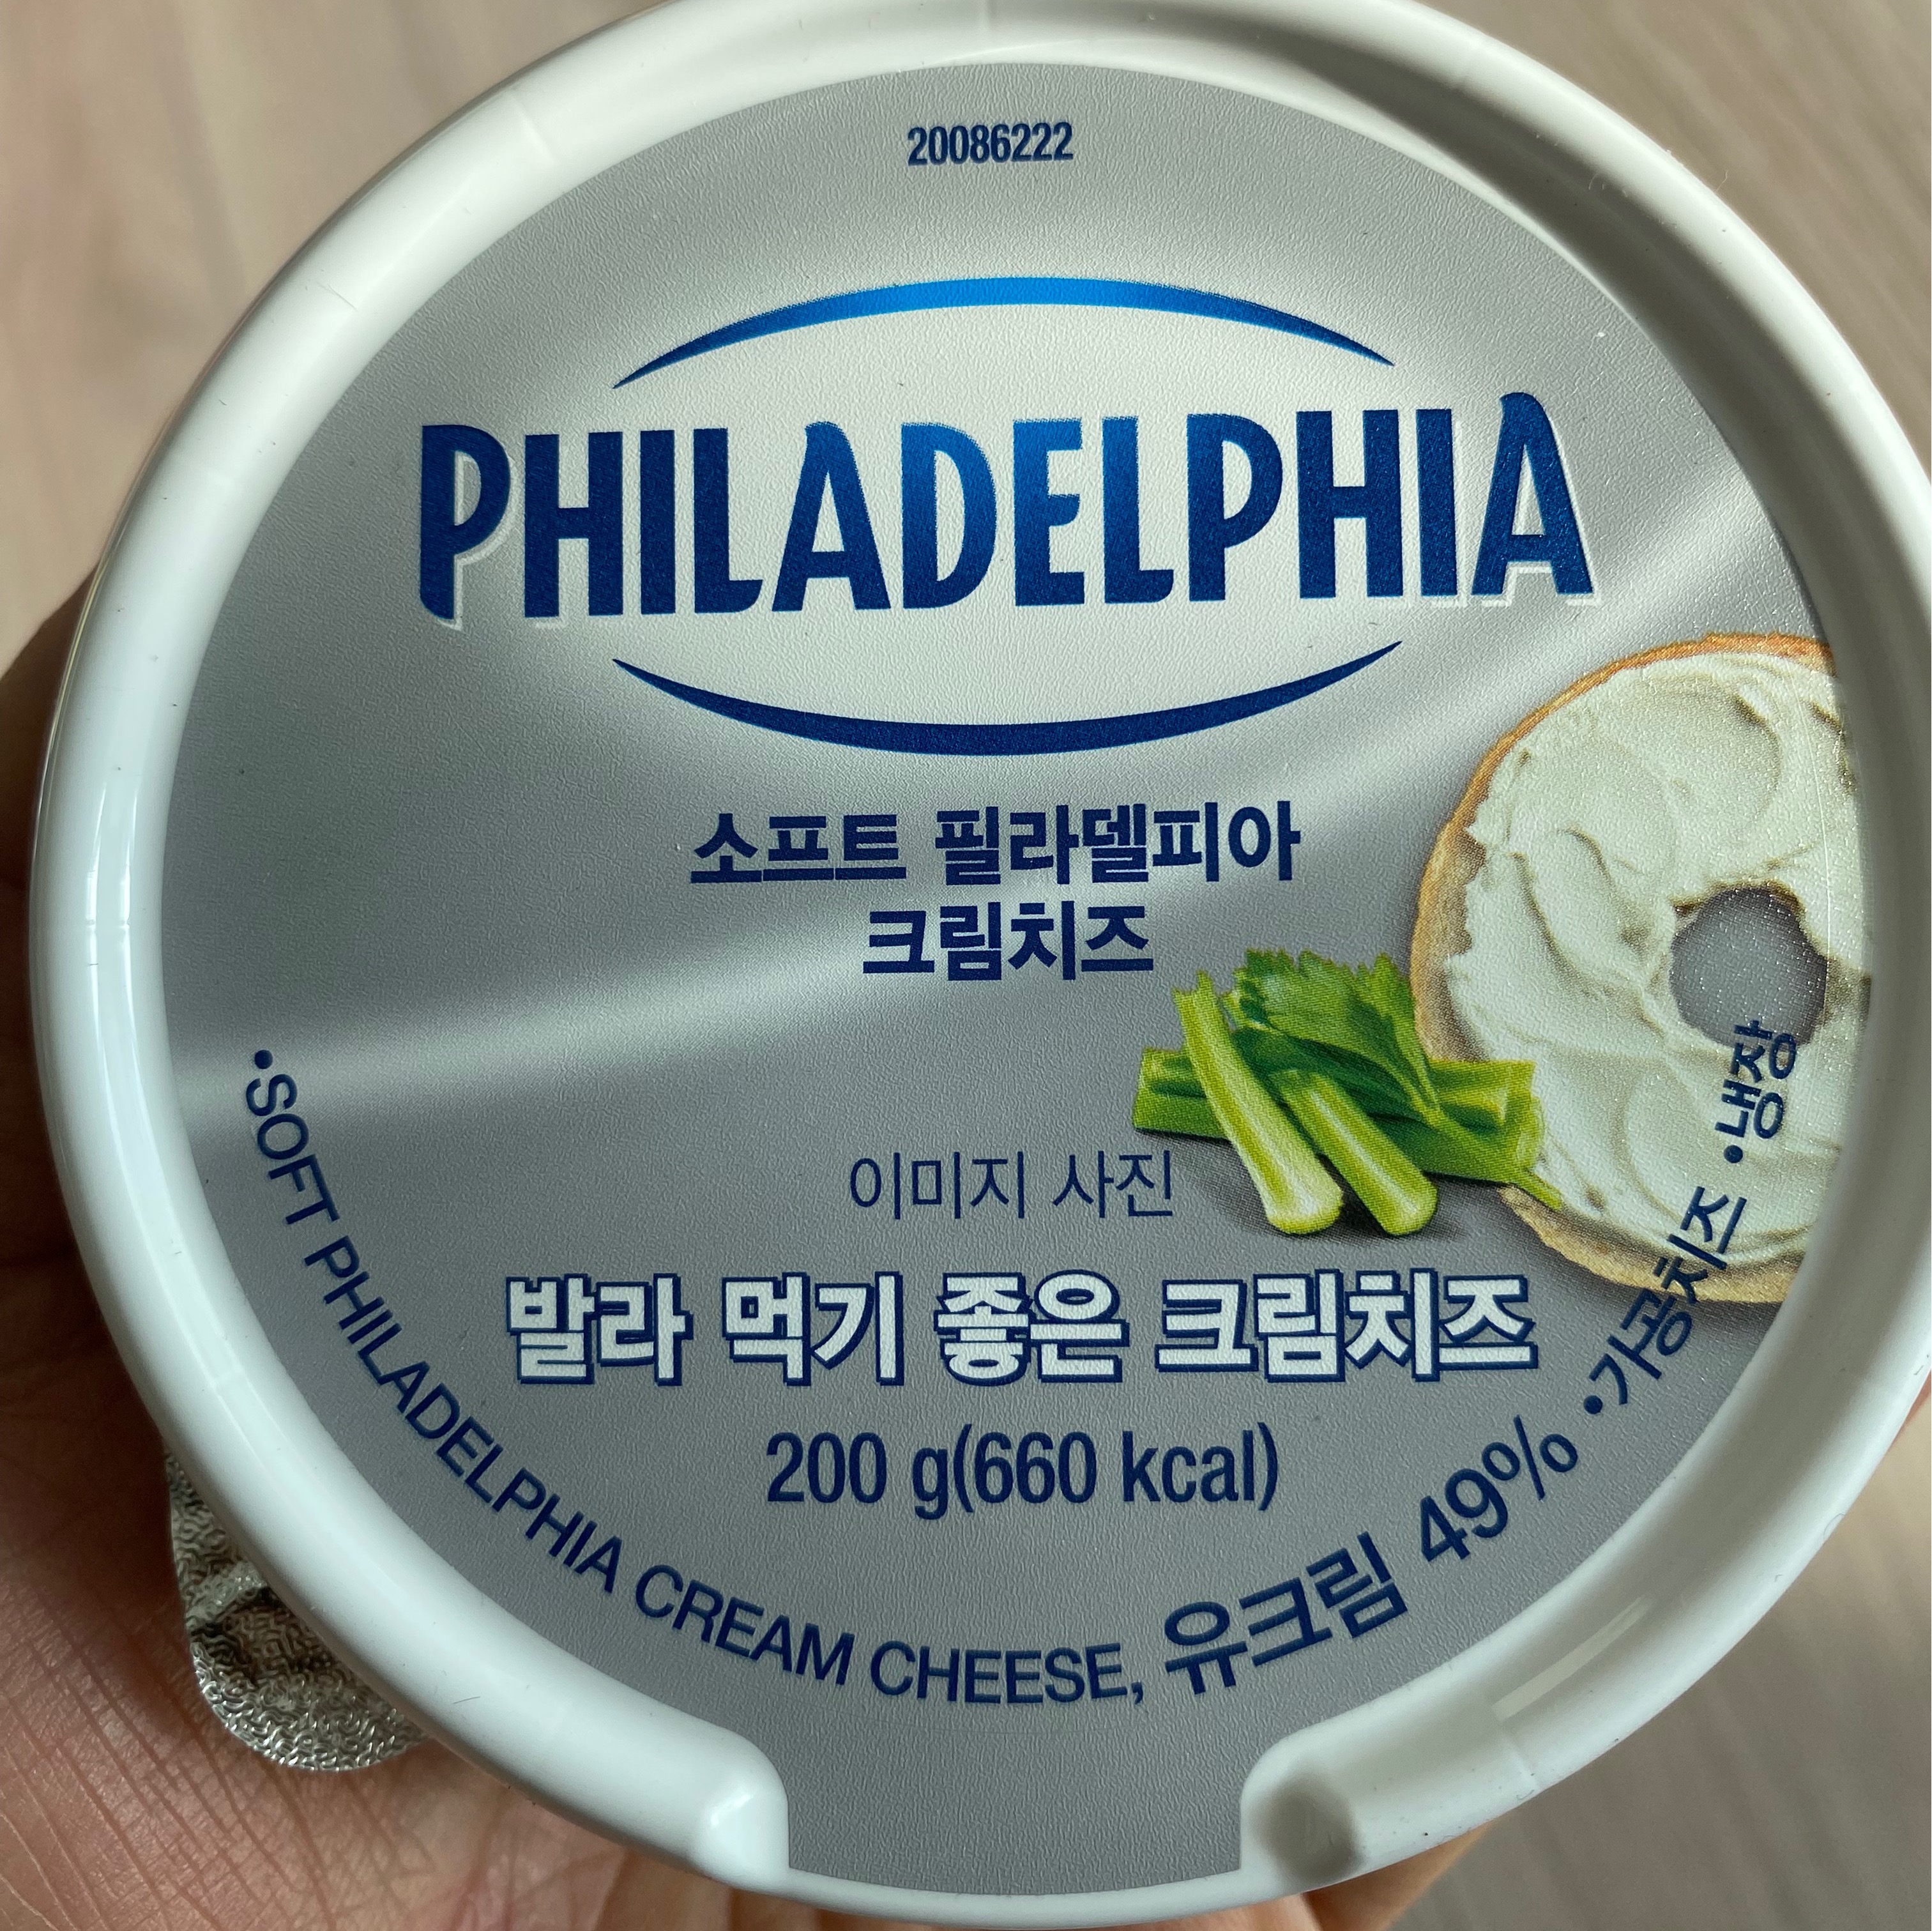 20086222
PHILADELPHIA
소프트 필라델피아
크림치즈
이미지 사진
발라 먹기 좋은 크림치즈
200 g(660 kcal)
•SOFT PHILADELPHIA CREAM CHEESE, 유크림 49% •가공치즈 •냉장